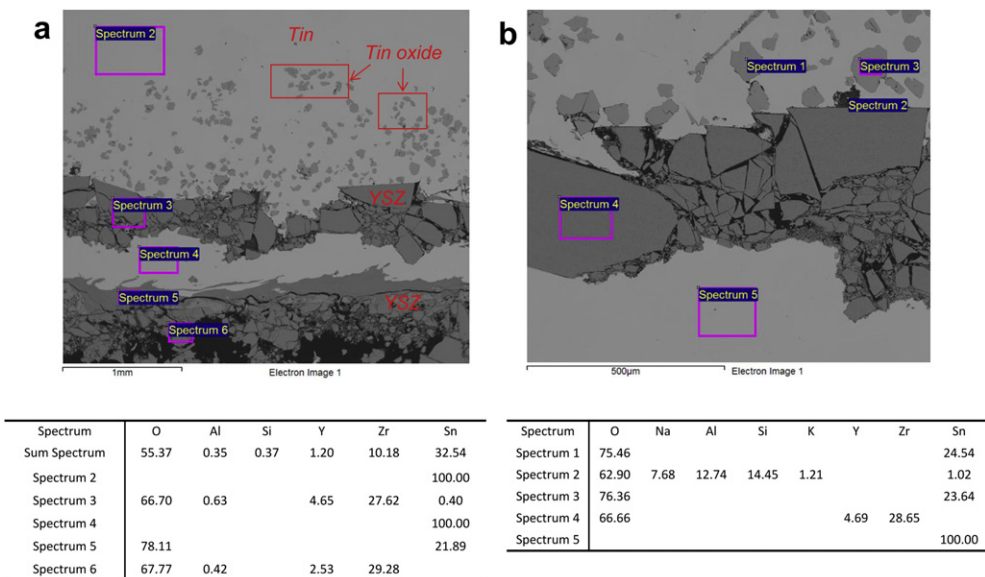 a
Spectrum 2
Tin
Tin oxide
YSZ
Spectrum 3
Spectrum 4
Spectrum 5
YSZ
Spectrum 6
1mm Electron Image 1
b
Spectrum 1
Spectrum 3
Spectrum 2
Spectrum 4
Spectrum 5
500µm Electron Image 1
Spectrum O Al Si Y Zr Sn
Sum Spectrum 55.37 0.35 0.37 1.20 10.18 32.54
Spectrum 2 100.00
Spectrum 3 66.70 0.63 4.65 27.62 0.40
Spectrum 4 100.00
Spectrum 5 78.11 21.89
Spectrum 6 67.77 0.42 2.53 29.28
Spectrum O Na Al Si K Y Zr Sn
Spectrum 1 75.46 24.54
Spectrum 2 62.90 7.68 12.74 14.45 1.21 1.02
Spectrum 3 76.36 23.64
Spectrum 4 66.66 4.69 28.65
Spectrum 5 100.00